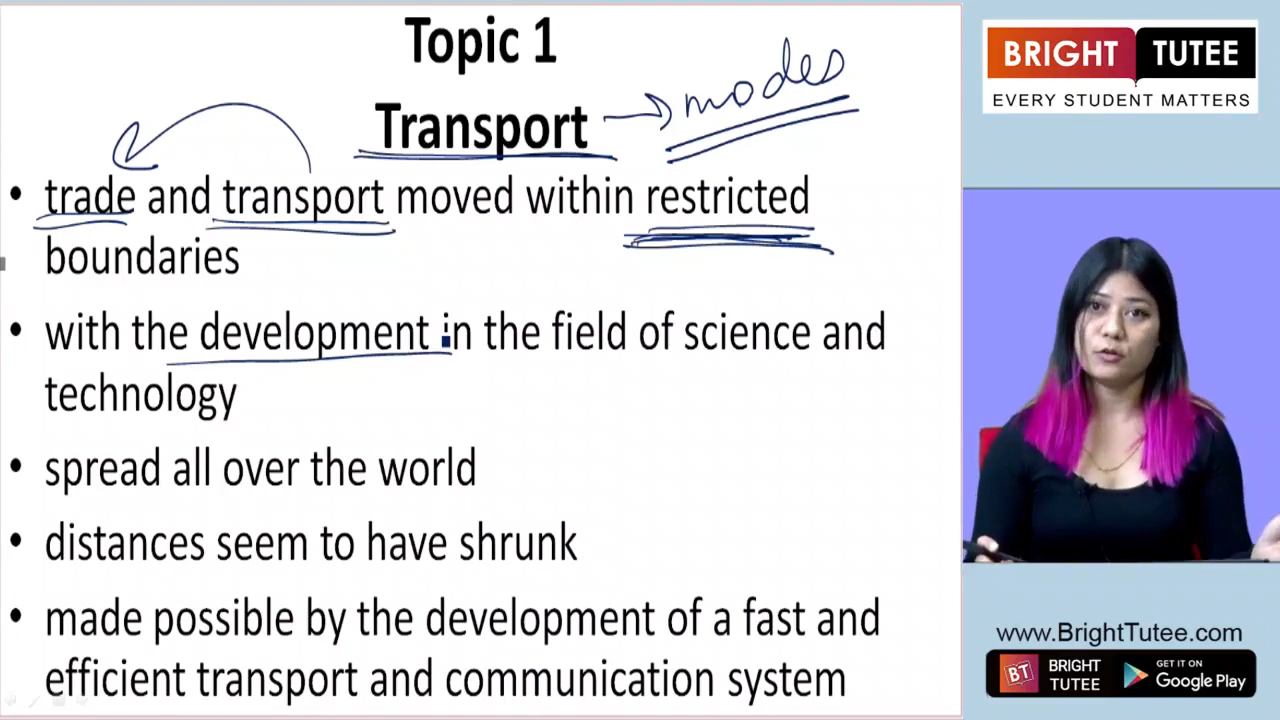 Topic 1
Transport → modes
• trade and transport moved within restricted
boundaries
• with the development in the field of science and
technology
• spread all over the world
• distances seem to have shrunk
• made possible by the development of a fast and
efficient transport and communication system
BRIGHT TUTEE
EVERY STUDENT MATTERS
www.BrightTutee.com
BT BRIGHT TUTEE
GET IT ON
Google Play